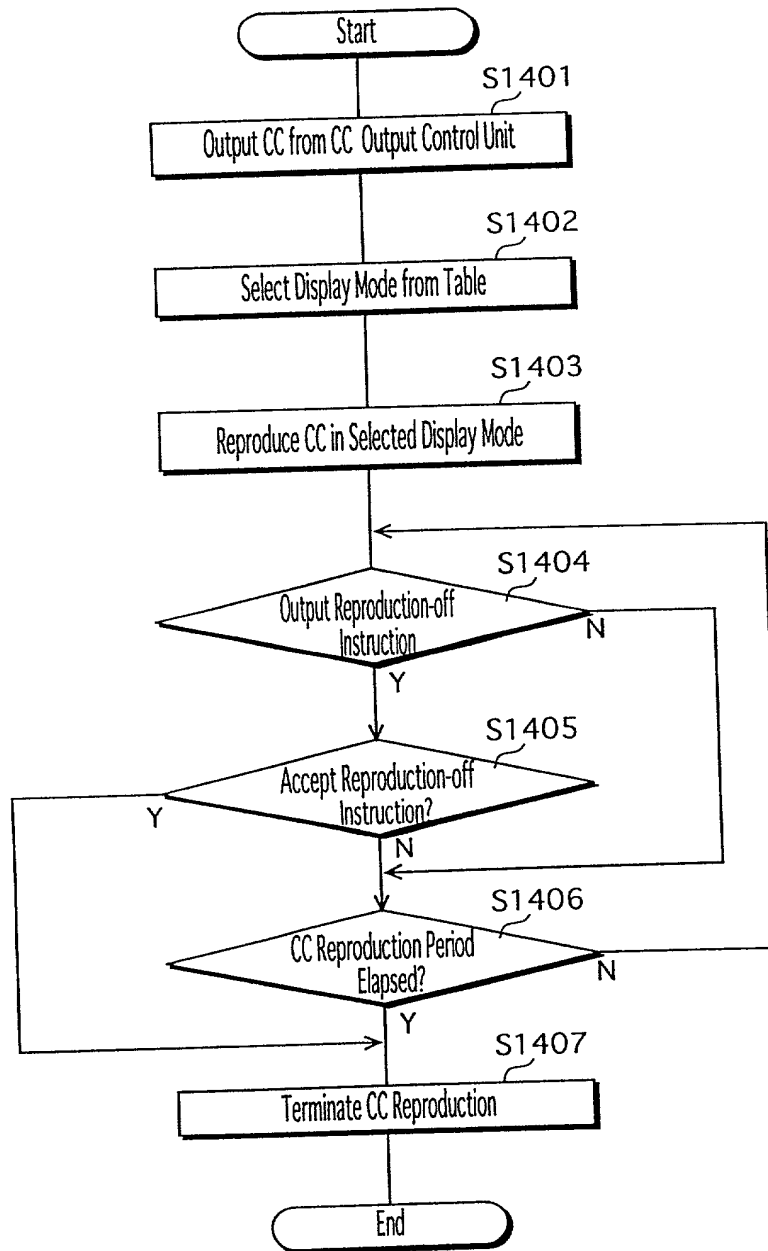 Start
S1401
Output CC from CC Output Control Unit
S1402
Select Display Mode from Table
S1403
Reproduce CC in Selected Display Mode
S1404
Output Reproduction-off
Instruction
N
Y
S1405
Accept Reproduction-off
Instruction?
Y
N
S1406
CC Reproduction Period
Elapsed?
N
Y
S1407
Terminate CC Reproduction
End